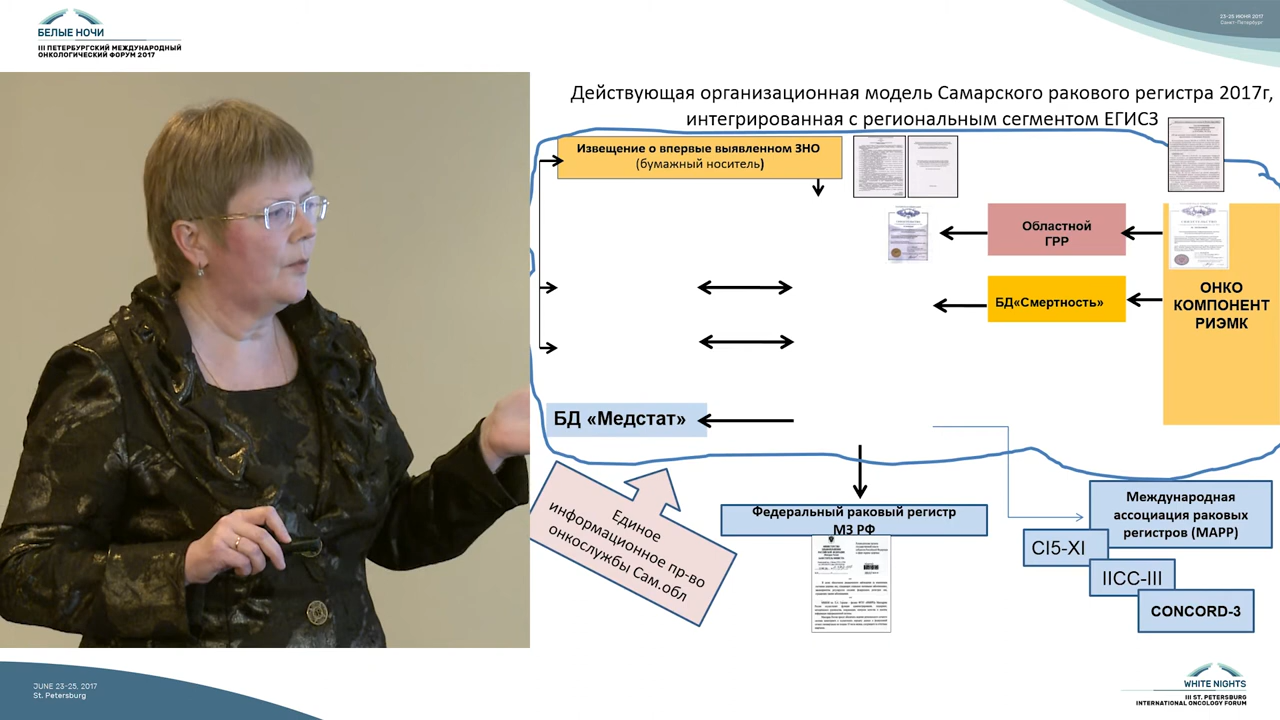 БЕЛЫЕ НОЧИ
III ПЕТЕРБУРГСКИЙ МЕЖДУНАРОДНЫЙ
ОНКОЛОГИЧЕСКИЙ ФОРУМ 2017
23-25 ИЮНЯ 2017
Санкт-Петербург
Действующая организационная модель Самарского ракового регистра 2017г,
интегрированная с региональным сегментом ЕГИСЗ
Извещение о впервые выявленном ЗНО
(бумажный носитель)
Областной
ГРР
БД«Смертность»
ОНКО
КОМПОНЕНТ
РИЭМК
БД «Медстат»
Единое
информационное пр-во
онкослужбы Сам.обл
Федеральный раковый регистр
МЗ РФ
Международная
ассоциация раковых
регистров (МАРР)
CI5-XI
IICC-III
CONCORD-3
JUNE 23-25, 2017
St. Petersburg
WHITE NIGHTS
III ST. PETERSBURG
INTERNATIONAL ONCOLOGY FORUM